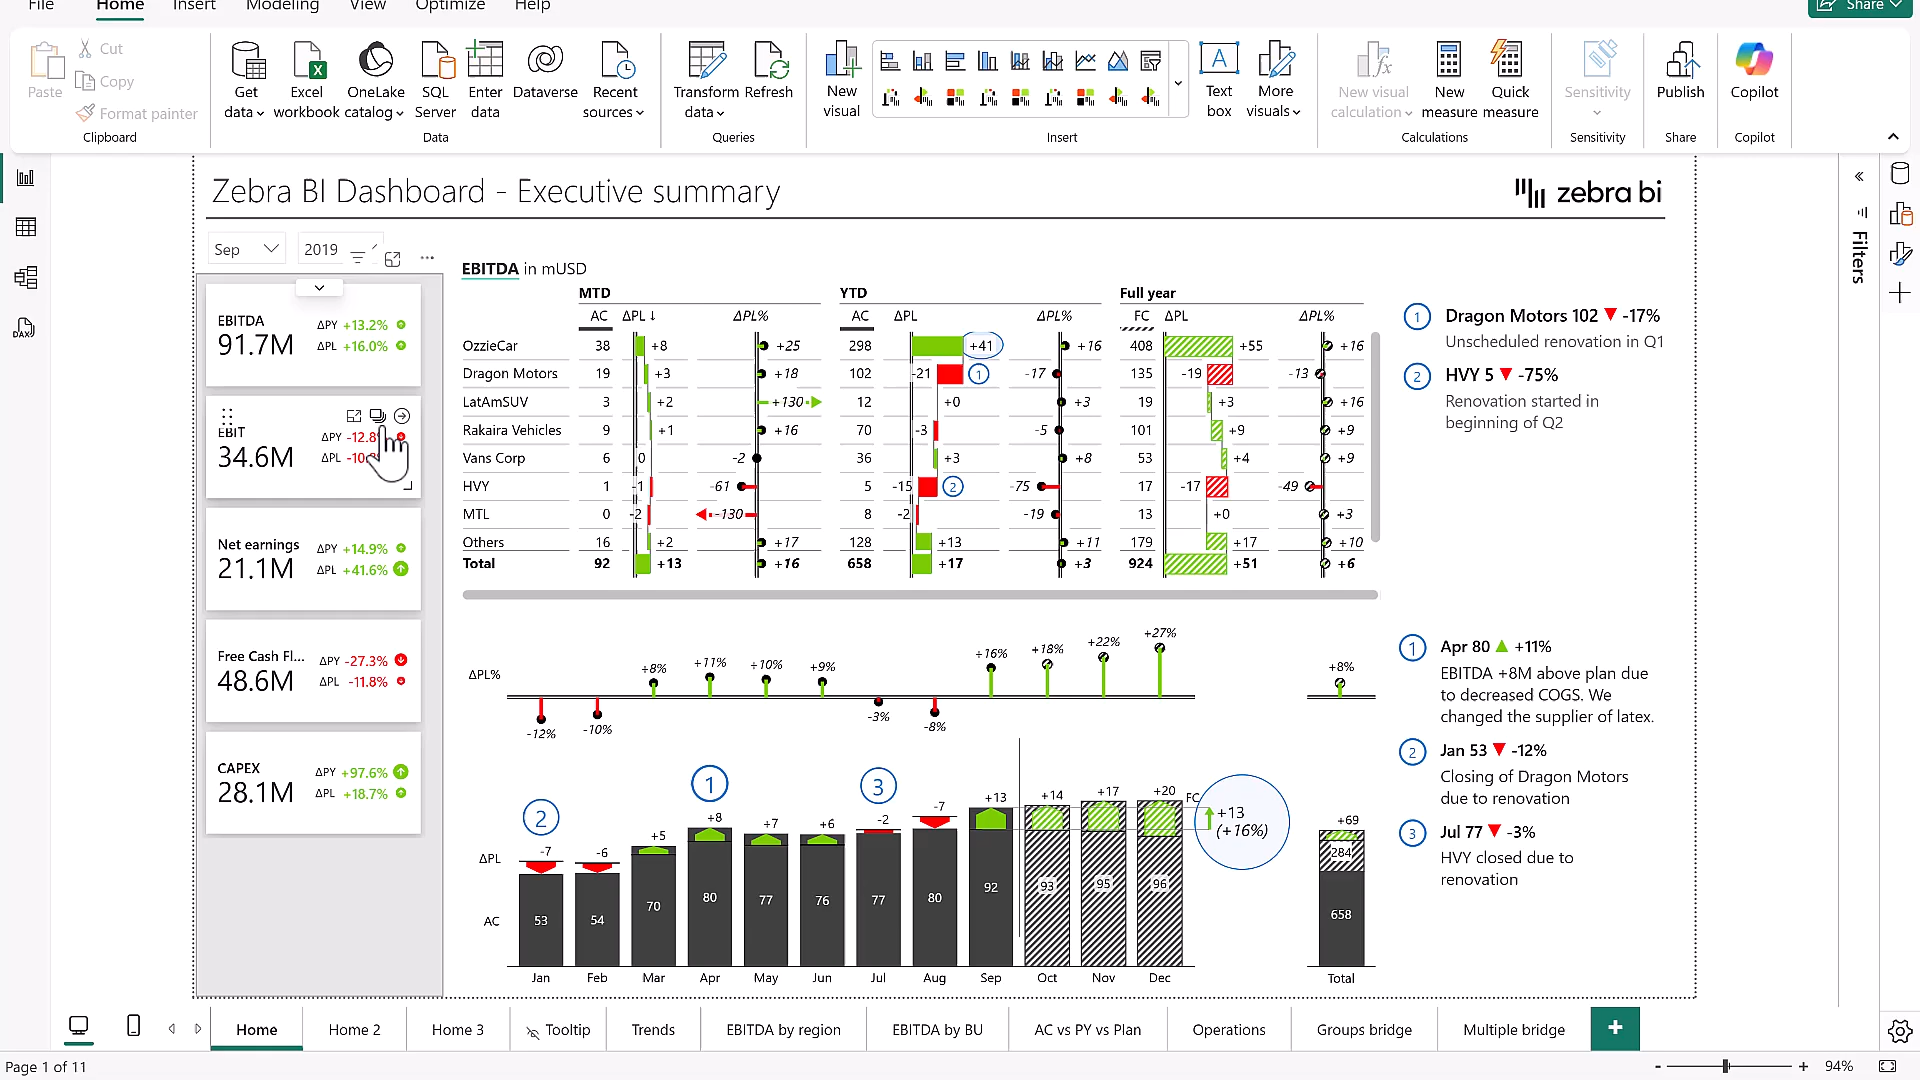 File Home Insert Modeling View Optimize Help Share
Paste Cut
Copy
Format painter
Clipboard
Get data
Excel workbook
OneLake catalog
SQL Server
Enter data
Dataverse
Recent sources
Data
Transform data
Refresh
Queries
New visual
Text box
More visuals
Insert
New visual calculation
New measure
Quick measure
Calculations
Sensitivity
Sensitivity
Publish
Share
Copilot
Copilot
Zebra BI Dashboard - Executive summary
zebra bi
Filters
Sep 2019
EBITDA ΔPY +13.2%
91.7M ΔPL +16.0%
EBIT ΔPY
34.6M ΔPL
Net earnings ΔPY +14.9%
21.1M ΔPL +41.6%
Free Cash Fl... ΔPY -27.3%
48.6M ΔPL -11.8%
CAPEX ΔPY +97.6%
28.1M ΔPL +18.7%
EBITDA in mUSD
MTD YTD Full year
AC ΔPL ↓ ΔPL% AC ΔPL ΔPL% FC ΔPL ΔPL%
OzzieCar 38 +8 +25 298 +41 +16 408 +55 +16
Dragon Motors 19 +3 +18 102 -21 1 -17 135 -19 -13
LatAmSUV 3 +2 +130 12 +0 +3 19 +3 +16
Rakaira Vehicles 9 +1 +16 70 -3 -5 101 +9 +9
Vans Corp 6 0 -2 36 +3 +8 53 +4 +9
HVY 1 -1 -61 5 -15 2 -75 17 -17 -49
MTL 0 -2 -130 8 -2 -19 13 +0 +3
Others 16 +2 +17 128 +13 +11 179 +17 +10
Total 92 +13 +16 658 +17 +3 924 +51 +6
1 Dragon Motors 102 ▼ -17%
Unscheduled renovation in Q1
2 HVY 5 ▼ -75%
Renovation started in
beginning of Q2
ΔPL% -12% -10% +8% +11% +10% +9% -3% -8% +16% +18% +22% +27% +8%
2 1 3
ΔPL -7 -6 +5 +8 +7 +6 -2 -7 +13 +14 +17 +20 FC +69
+13
(+16%)
284
AC 53 54 70 80 77 76 77 80 92 93 95 96 658
Jan Feb Mar Apr May Jun Jul Aug Sep Oct Nov Dec Total
1 Apr 80 ▲ +11%
EBITDA +8M above plan due
to decreased COGS. We
changed the supplier of latex.
2 Jan 53 ▼ -12%
Closing of Dragon Motors
due to renovation
3 Jul 77 ▼ -3%
HVY closed due to
renovation
Home Home 2 Home 3 Tooltip Trends EBITDA by region EBITDA by BU AC vs PY vs Plan Operations Groups bridge Multiple bridge +
Page 1 of 11
- + 94%